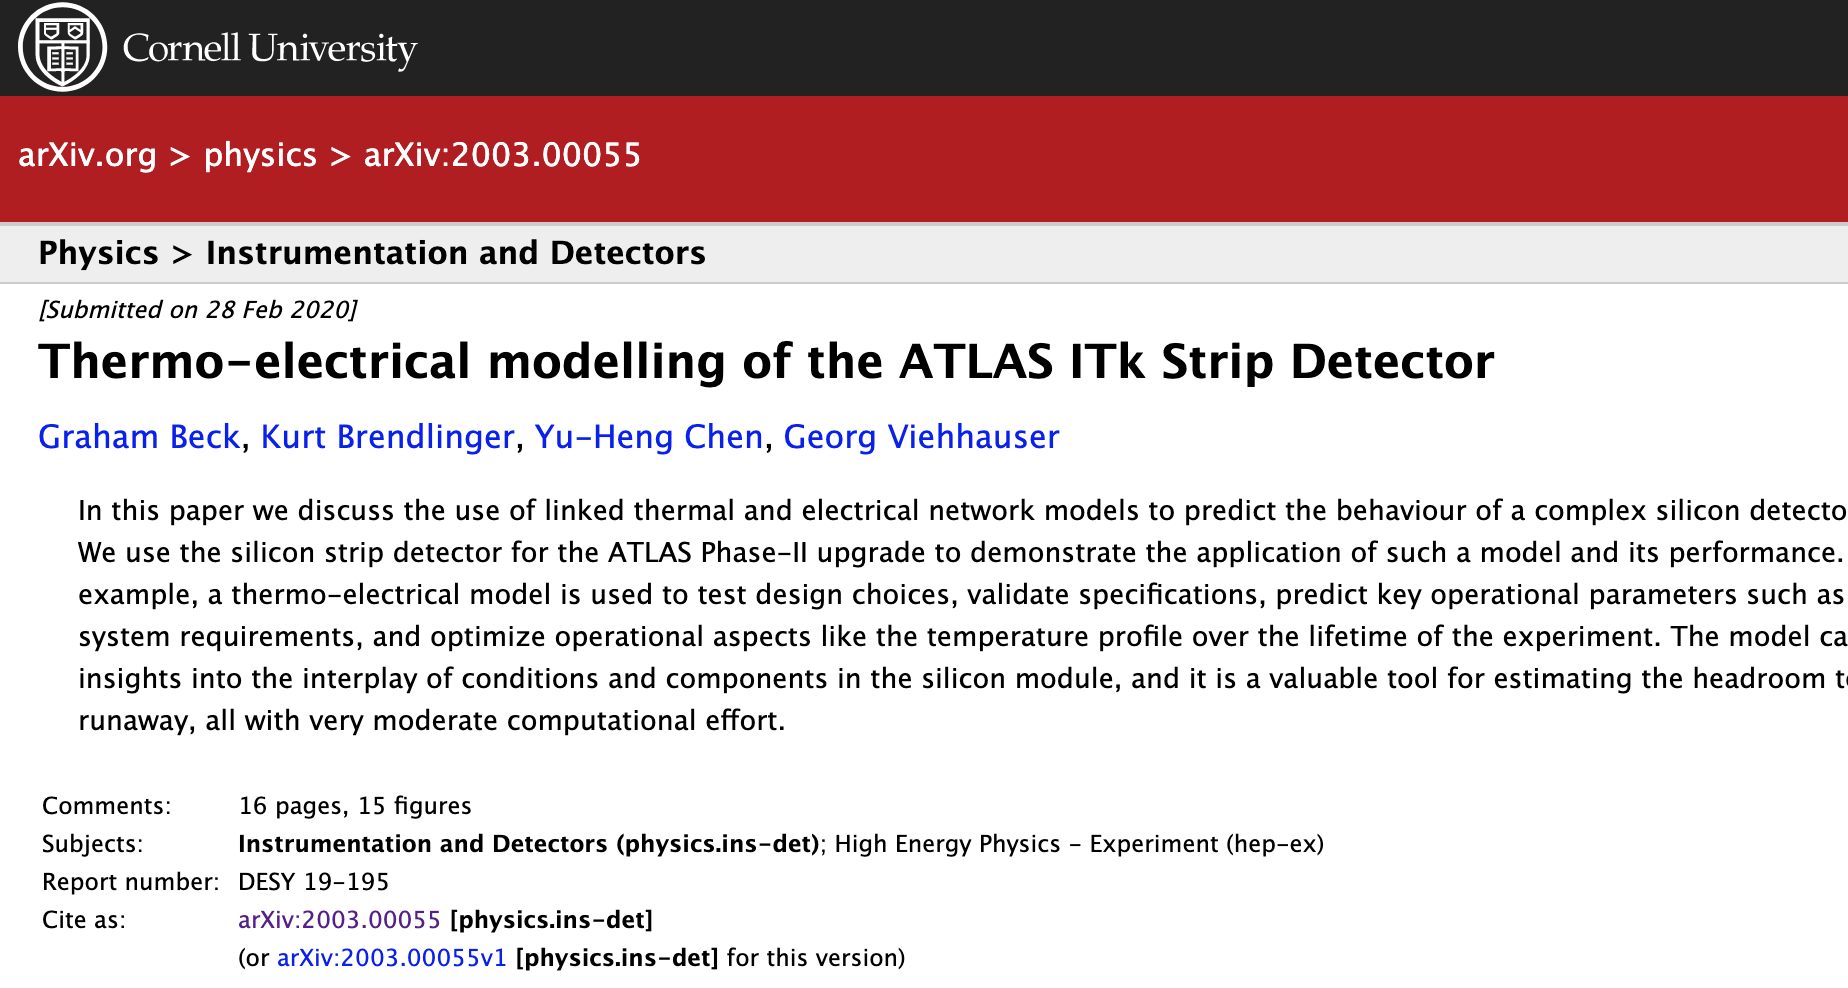 Cornell University
arXiv.org > physics > arXiv:2003.00055
Physics > Instrumentation and Detectors
[Submitted on 28 Feb 2020]
Thermo-electrical modelling of the ATLAS ITk Strip Detector
Graham Beck, Kurt Brendlinger, Yu-Heng Chen, Georg Viehhauser
In this paper we discuss the use of linked thermal and electrical network models to predict the behaviour of a complex silicon detecto
We use the silicon strip detector for the ATLAS Phase-II upgrade to demonstrate the application of such a model and its performance.
example, a thermo-electrical model is used to test design choices, validate specifications, predict key operational parameters such as
system requirements, and optimize operational aspects like the temperature profile over the lifetime of the experiment. The model ca
insights into the interplay of conditions and components in the silicon module, and it is a valuable tool for estimating the headroom t
runaway, all with very moderate computational effort.
Comments: 16 pages, 15 figures
Subjects: Instrumentation and Detectors (physics.ins-det); High Energy Physics - Experiment (hep-ex)
Report number: DESY 19-195
Cite as: arXiv:2003.00055 [physics.ins-det]
(or arXiv:2003.00055v1 [physics.ins-det] for this version)